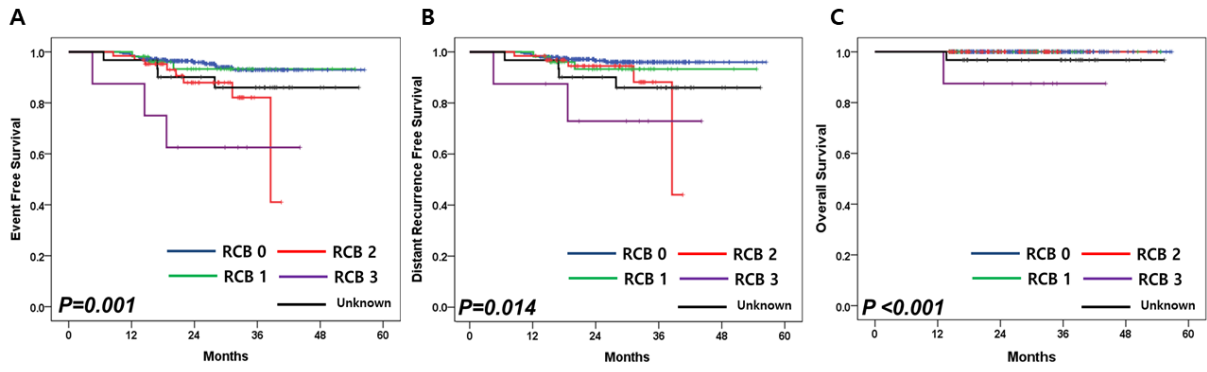 A
Event Free Survival
1.0
0.8
0.6
0.4
0.2
0.0
RCB 0
RCB 2
RCB 1
RCB 3
Unknown
P=0.001
0 12 24 36 48 60
Months
B
Distant Recurrence Free Survival
1.0
0.8
0.6
0.4
0.2
0.0
RCB 0
RCB 2
RCB 1
RCB 3
Unknown
P=0.014
0 12 24 36 48 60
Months
C
Overall Survival
1.0
0.8
0.6
0.4
0.2
0.0
RCB 0
RCB 2
RCB 1
RCB 3
Unknown
P <0.001
0 12 24 36 48 60
Months